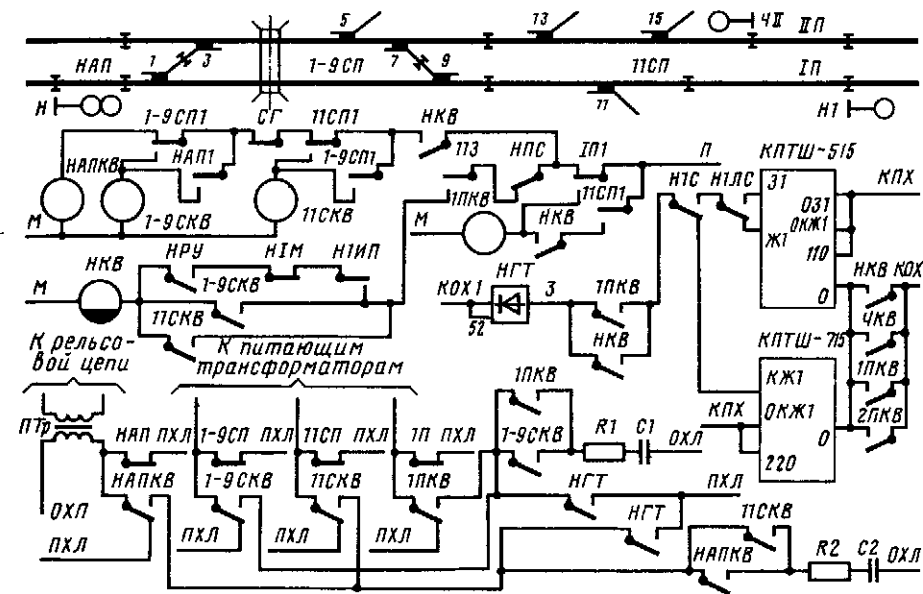 5 13 15 ЧII IIП
НАП 1 3 1-9СП 7 9 11СП IП
Н 11 Н1
1-9СП1 СГ 11СП1 НКВ
НАПКВ НАП1 1-9СП1 113 НПС IП1 П КПТШ-515
1ПКВ 11СП1 Н1С Н1ЛС З1 КПХ
ОЗ1
М 1-9СКВ 11СКВ М НКВ Ж1 ОКЖ1
110
НРУ НIМ Н1ИП
НКВ 1-9СКВ НГТ 0 НКВ КОХ
М КОХ1 З 1ПКВ
11СКВ 52 ЧКВ
К рельсо-
вой цепи
К питающим
трансформаторам
НКВ КПТШ-715
1ПКВ
1ПКВ КЖ1 2ПКВ
ПТр КПХ ОКЖ1 0
НАП ПХЛ 1-9СП ПХЛ 11СП ПХЛ 1П ПХЛ 1-9СКВ R1 C1 ОХЛ
220
НАПКВ 1-9СКВ 11СКВ 1ПКВ НГТ ПХЛ
ОХП НГТ 11СКВ
ПХЛ ПХЛ ПХЛ ПХЛ НАПКВ R2 C2 ОХЛ